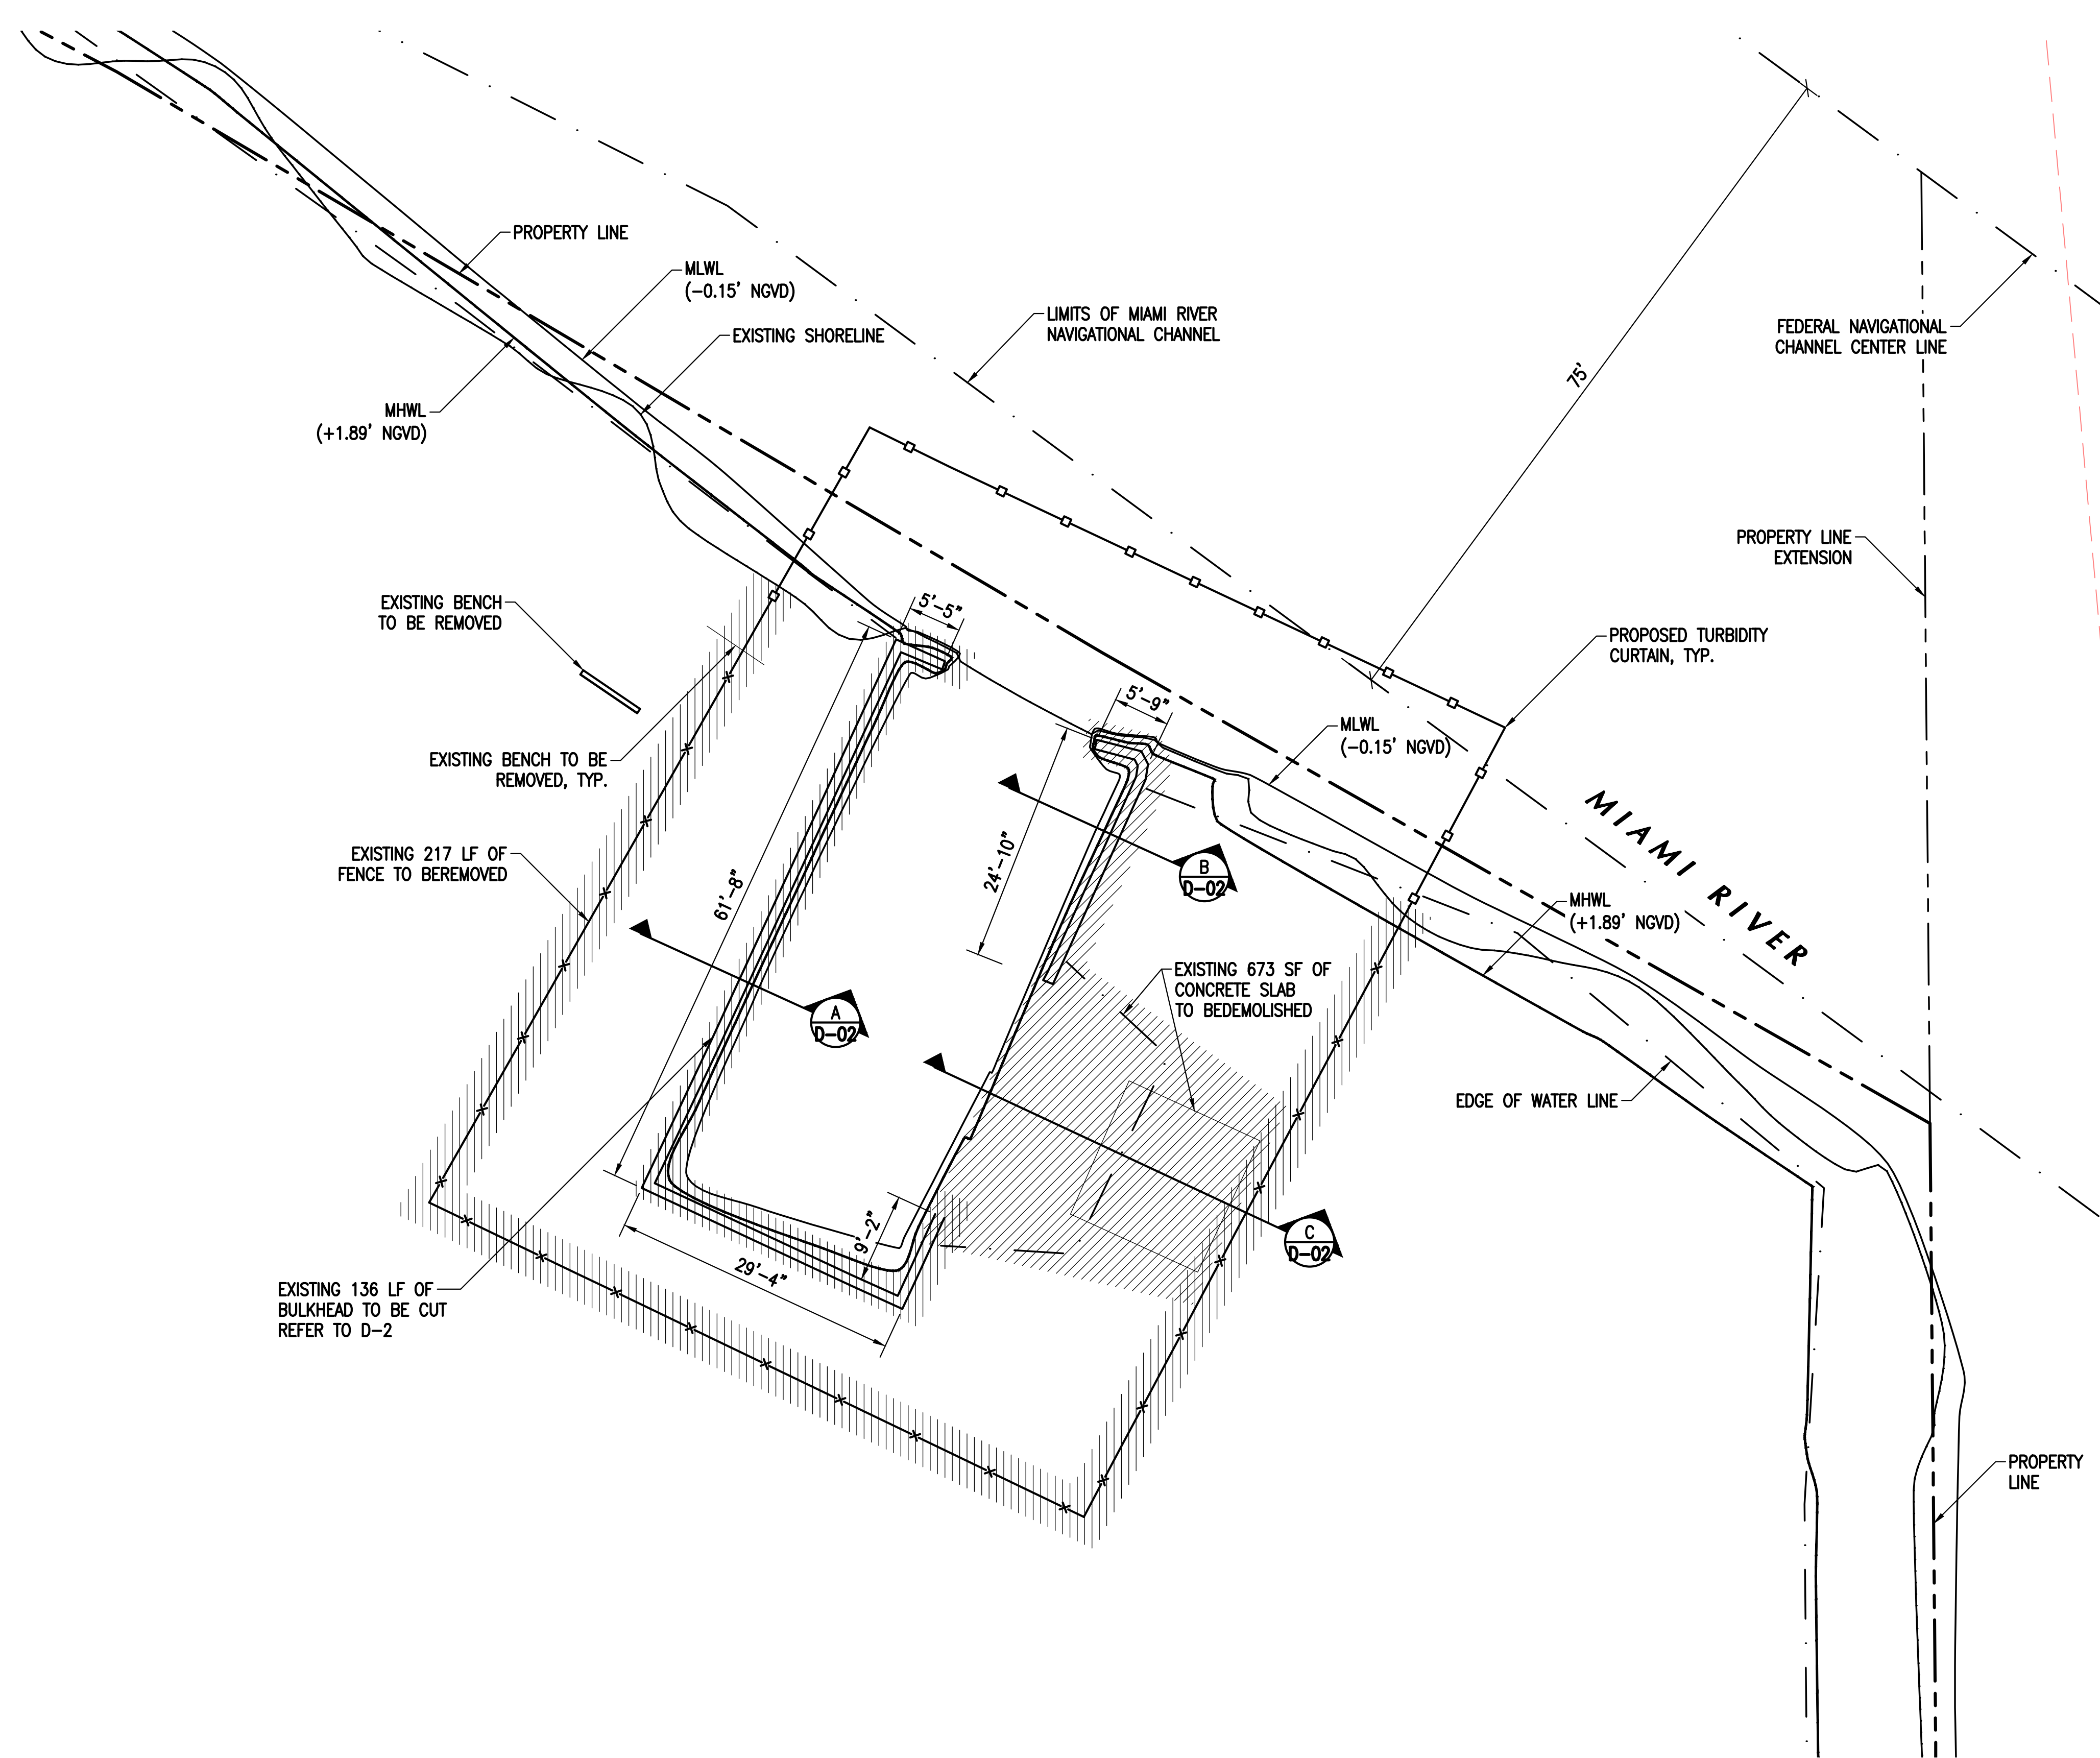 PROPERTY LINE
MLWL
(-0.15' NGVD)
EXISTING SHORELINE
LIMITS OF MIAMI RIVER
NAVIGATIONAL CHANNEL
75'
FEDERAL NAVIGATIONAL
CHANNEL CENTER LINE
MHWL
(+1.89' NGVD)
PROPERTY LINE
EXTENSION
EXISTING BENCH
TO BE REMOVED
5'-5"
PROPOSED TURBIDITY
CURTAIN, TYP.
5'-9"
MLWL
(-0.15' NGVD)
EXISTING BENCH TO BE
REMOVED, TYP.
MIAMI RIVER
24'-10"
EXISTING 217 LF OF
FENCE TO BEREMOVED
61'-8"
B
D-02
MHWL
(+1.89' NGVD)
EXISTING 673 SF OF
CONCRETE SLAB
TO BEDEMOLISHED
A
D-02
EDGE OF WATER LINE
9'-2"
C
D-02
29'-4"
EXISTING 136 LF OF
BULKHEAD TO BE CUT
REFER TO D-2
PROPERTY
LINE